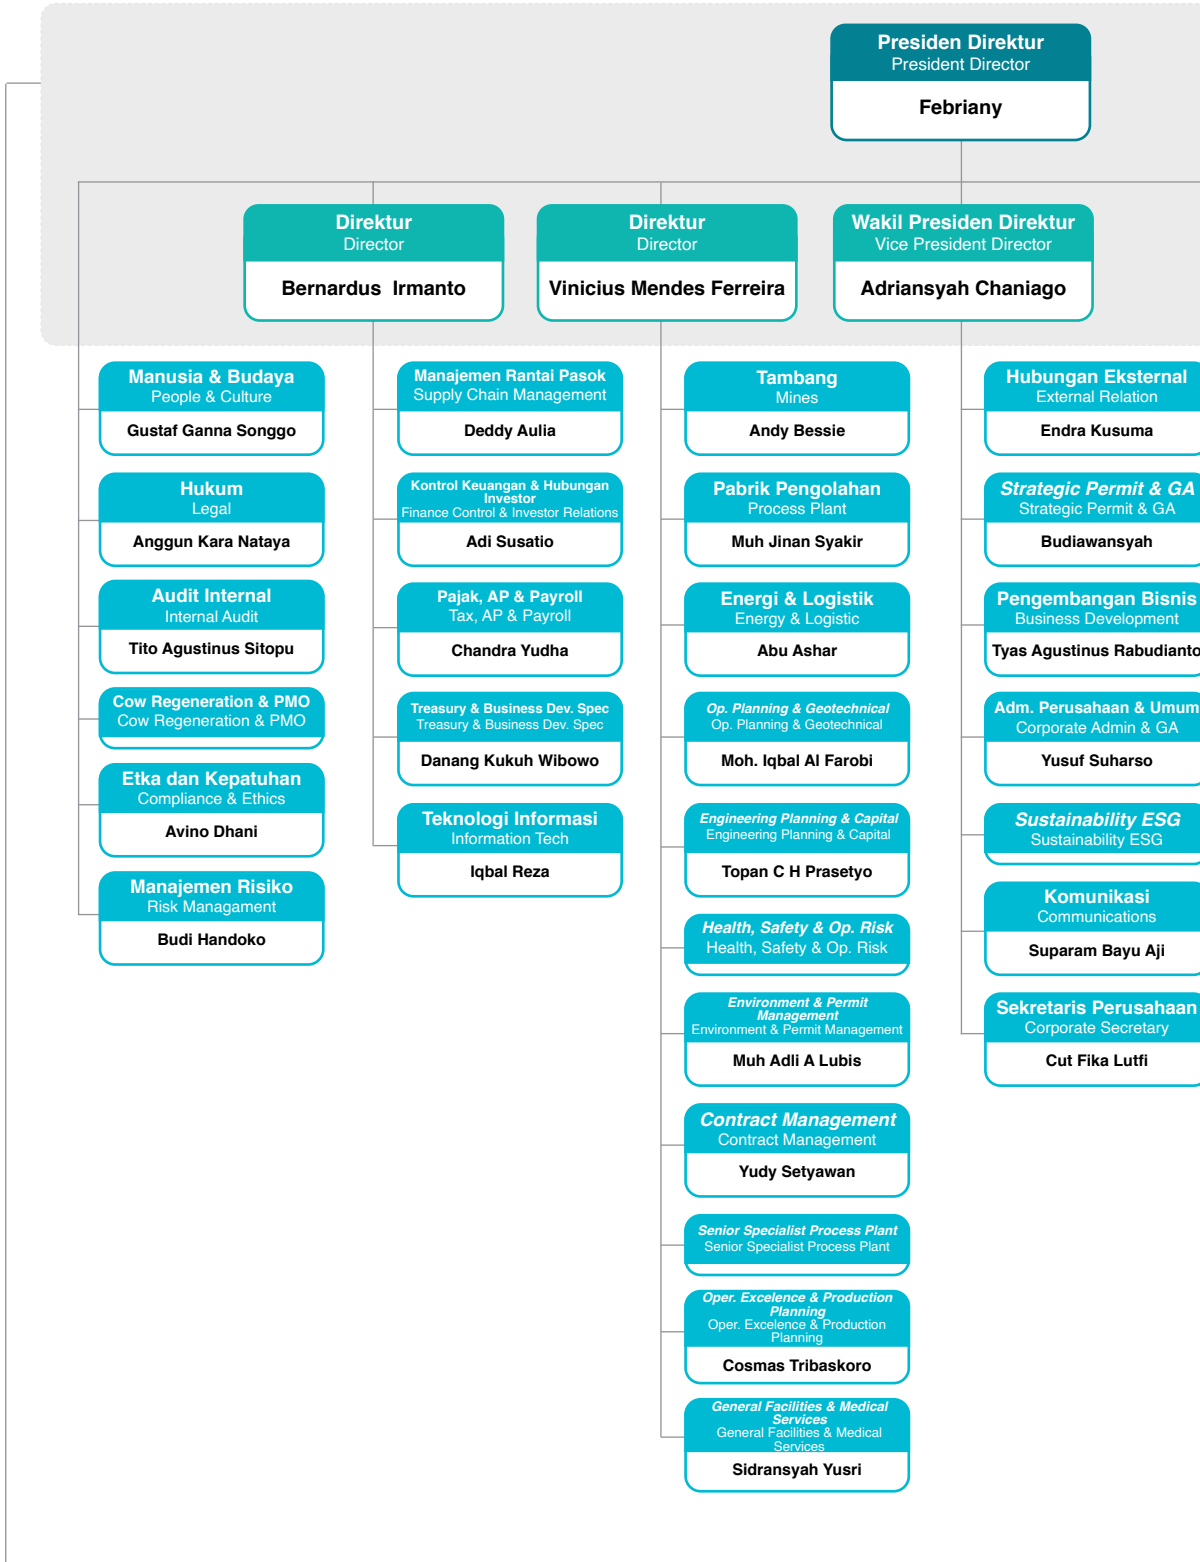 Presiden Direktur
President Director
Febriany
Direktur
Director
Bernardus Irmanto
Direktur
Director
Vinicius Mendes Ferreira
Wakil Presiden Direktur
Vice President Director
Adriansyah Chaniago
Manusia & Budaya
People & Culture
Gustaf Ganna Songgo
Hukum
Legal
Anggun Kara Nataya
Audit Internal
Internal Audit
Tito Agustinus Sitopu
Cow Regeneration & PMO
Cow Regeneration & PMO
Etka dan Kepatuhan
Compliance & Ethics
Avino Dhani
Manajemen Risiko
Risk Managament
Budi Handoko
Manajemen Rantai Pasok
Supply Chain Management
Deddy Aulia
Kontrol Keuangan & Hubungan
Investor
Finance Control & Investor Relations
Adi Susatio
Pajak, AP & Payroll
Tax, AP & Payroll
Chandra Yudha
Treasury & Business Dev. Spec
Treasury & Business Dev. Spec
Danang Kukuh Wibowo
Teknologi Informasi
Information Tech
Iqbal Reza
Tambang
Mines
Andy Bessie
Pabrik Pengolahan
Process Plant
Muh Jinan Syakir
Energi & Logistik
Energy & Logistic
Abu Ashar
Op. Planning & Geotechnical
Op. Planning & Geotechnical
Moh. Iqbal Al Farobi
Engineering Planning & Capital
Engineering Planning & Capital
Topan C H Prasetyo
Health, Safety & Op. Risk
Health, Safety & Op. Risk
Environment & Permit
Management
Environment & Permit Management
Muh Adli A Lubis
Contract Management
Contract Management
Yudy Setyawan
Senior Specialist Process Plant
Senior Specialist Process Plant
Oper. Excelence & Production
Planning
Oper. Excelence & Production
Planning
Cosmas Tribaskoro
General Facilities & Medical
Services
General Facilities & Medical
Services
Sidransyah Yusri
Hubungan Eksternal
External Relation
Endra Kusuma
Strategic Permit & GA
Strategic Permit & GA
Budiawansyah
Pengembangan Bisnis
Business Development
Tyas Agustinus Rabudianto
Adm. Perusahaan & Umum
Corporate Admin & GA
Yusuf Suharso
Sustainability ESG
Sustainability ESG
Komunikasi
Communications
Suparam Bayu Aji
Sekretaris Perusahaan
Corporate Secretary
Cut Fika Lutfi